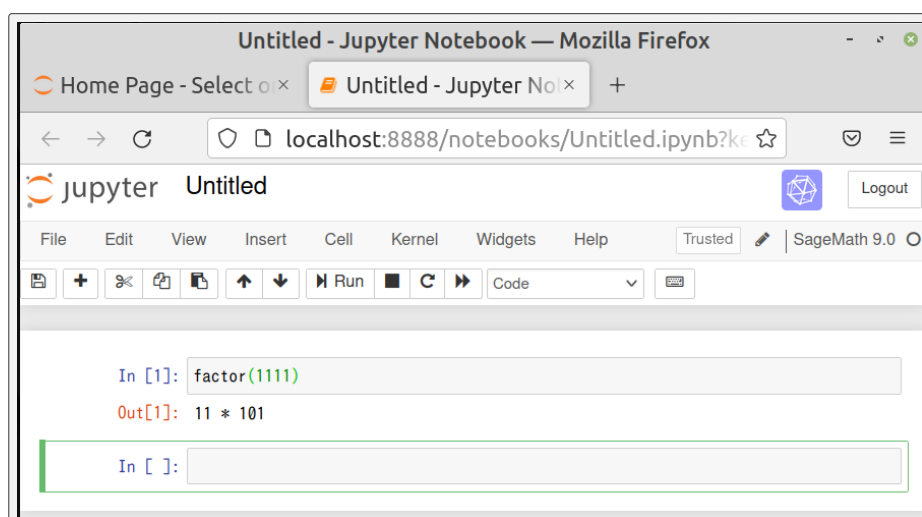 Untitled - Jupyter Notebook — Mozilla Firefox
Home Page - Select o
Untitled - Jupyter No
localhost:8888/notebooks/Untitled.ipynb?ke
jupyter Untitled
Logout
File Edit View Insert Cell Kernel Widgets Help Trusted SageMath 9.0
Run Code
In [1]: factor(1111)
Out[1]: 11 * 101
In [ ]: